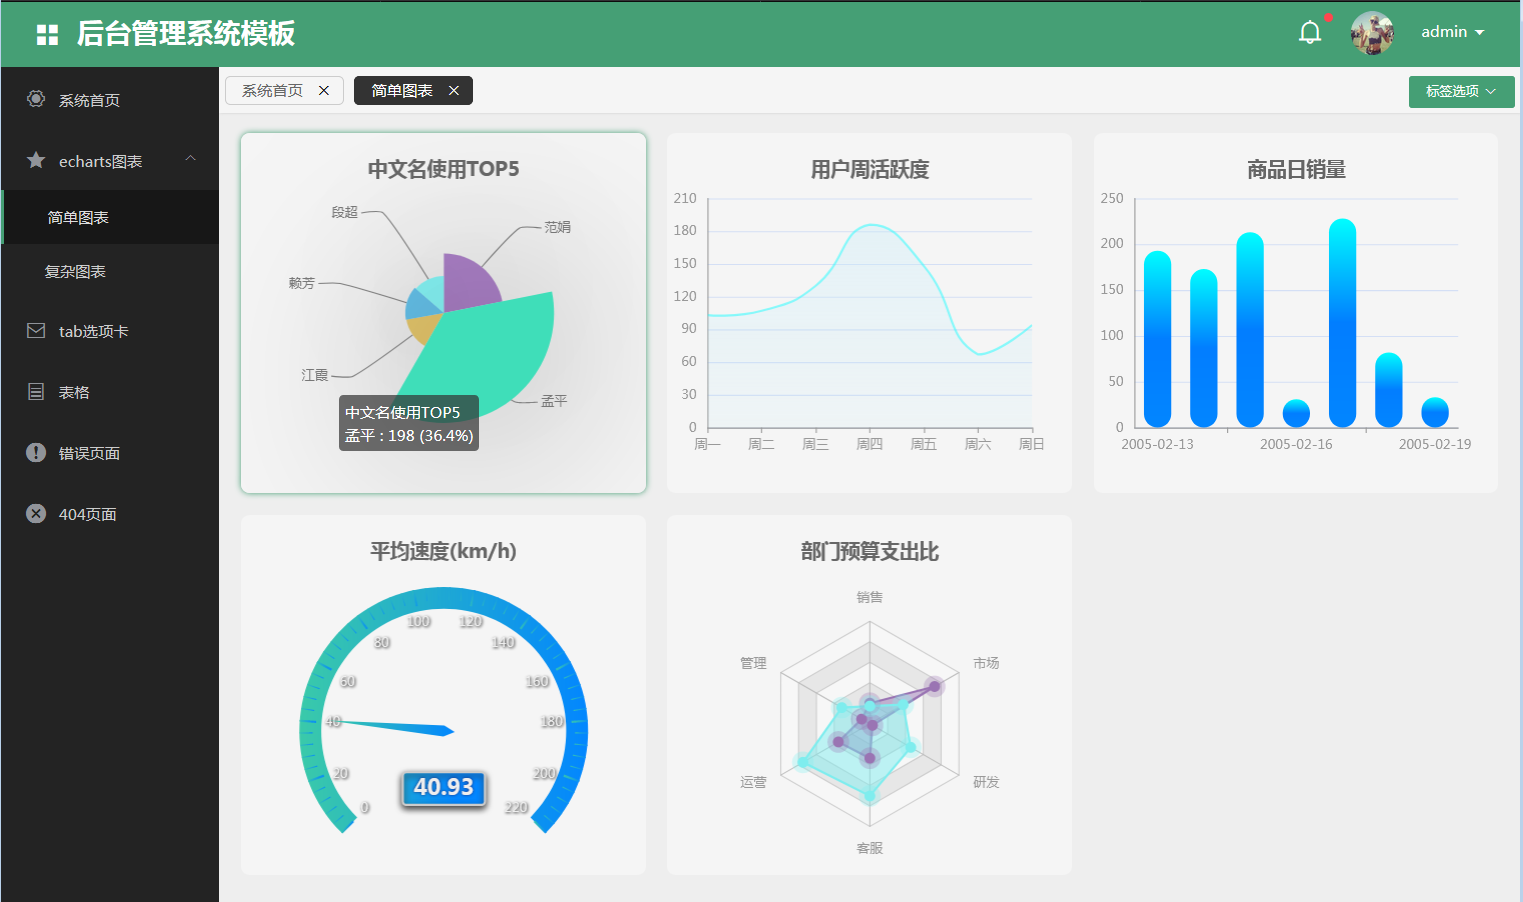 后台管理系统模板
admin
系统首页
echarts图表
简单图表
复杂图表
tab选项卡
表格
错误页面
404页面
系统首页
简单图表
标签选项
中文名使用TOP5
段超
范娟
赖芳
江霞
孟平
中文名使用TOP5
孟平 : 198 (36.4%)
用户周活跃度
210
180
150
120
90
60
30
0
周一 周二 周三 周四 周五 周六 周日
商品日销量
250
200
150
100
50
0
2005-02-13 2005-02-16 2005-02-19
平均速度(km/h)
0
20
40
60
80
100
120
140
160
180
200
220
40.93
部门预算支出比
销售
管理
市场
运营
研发
客服